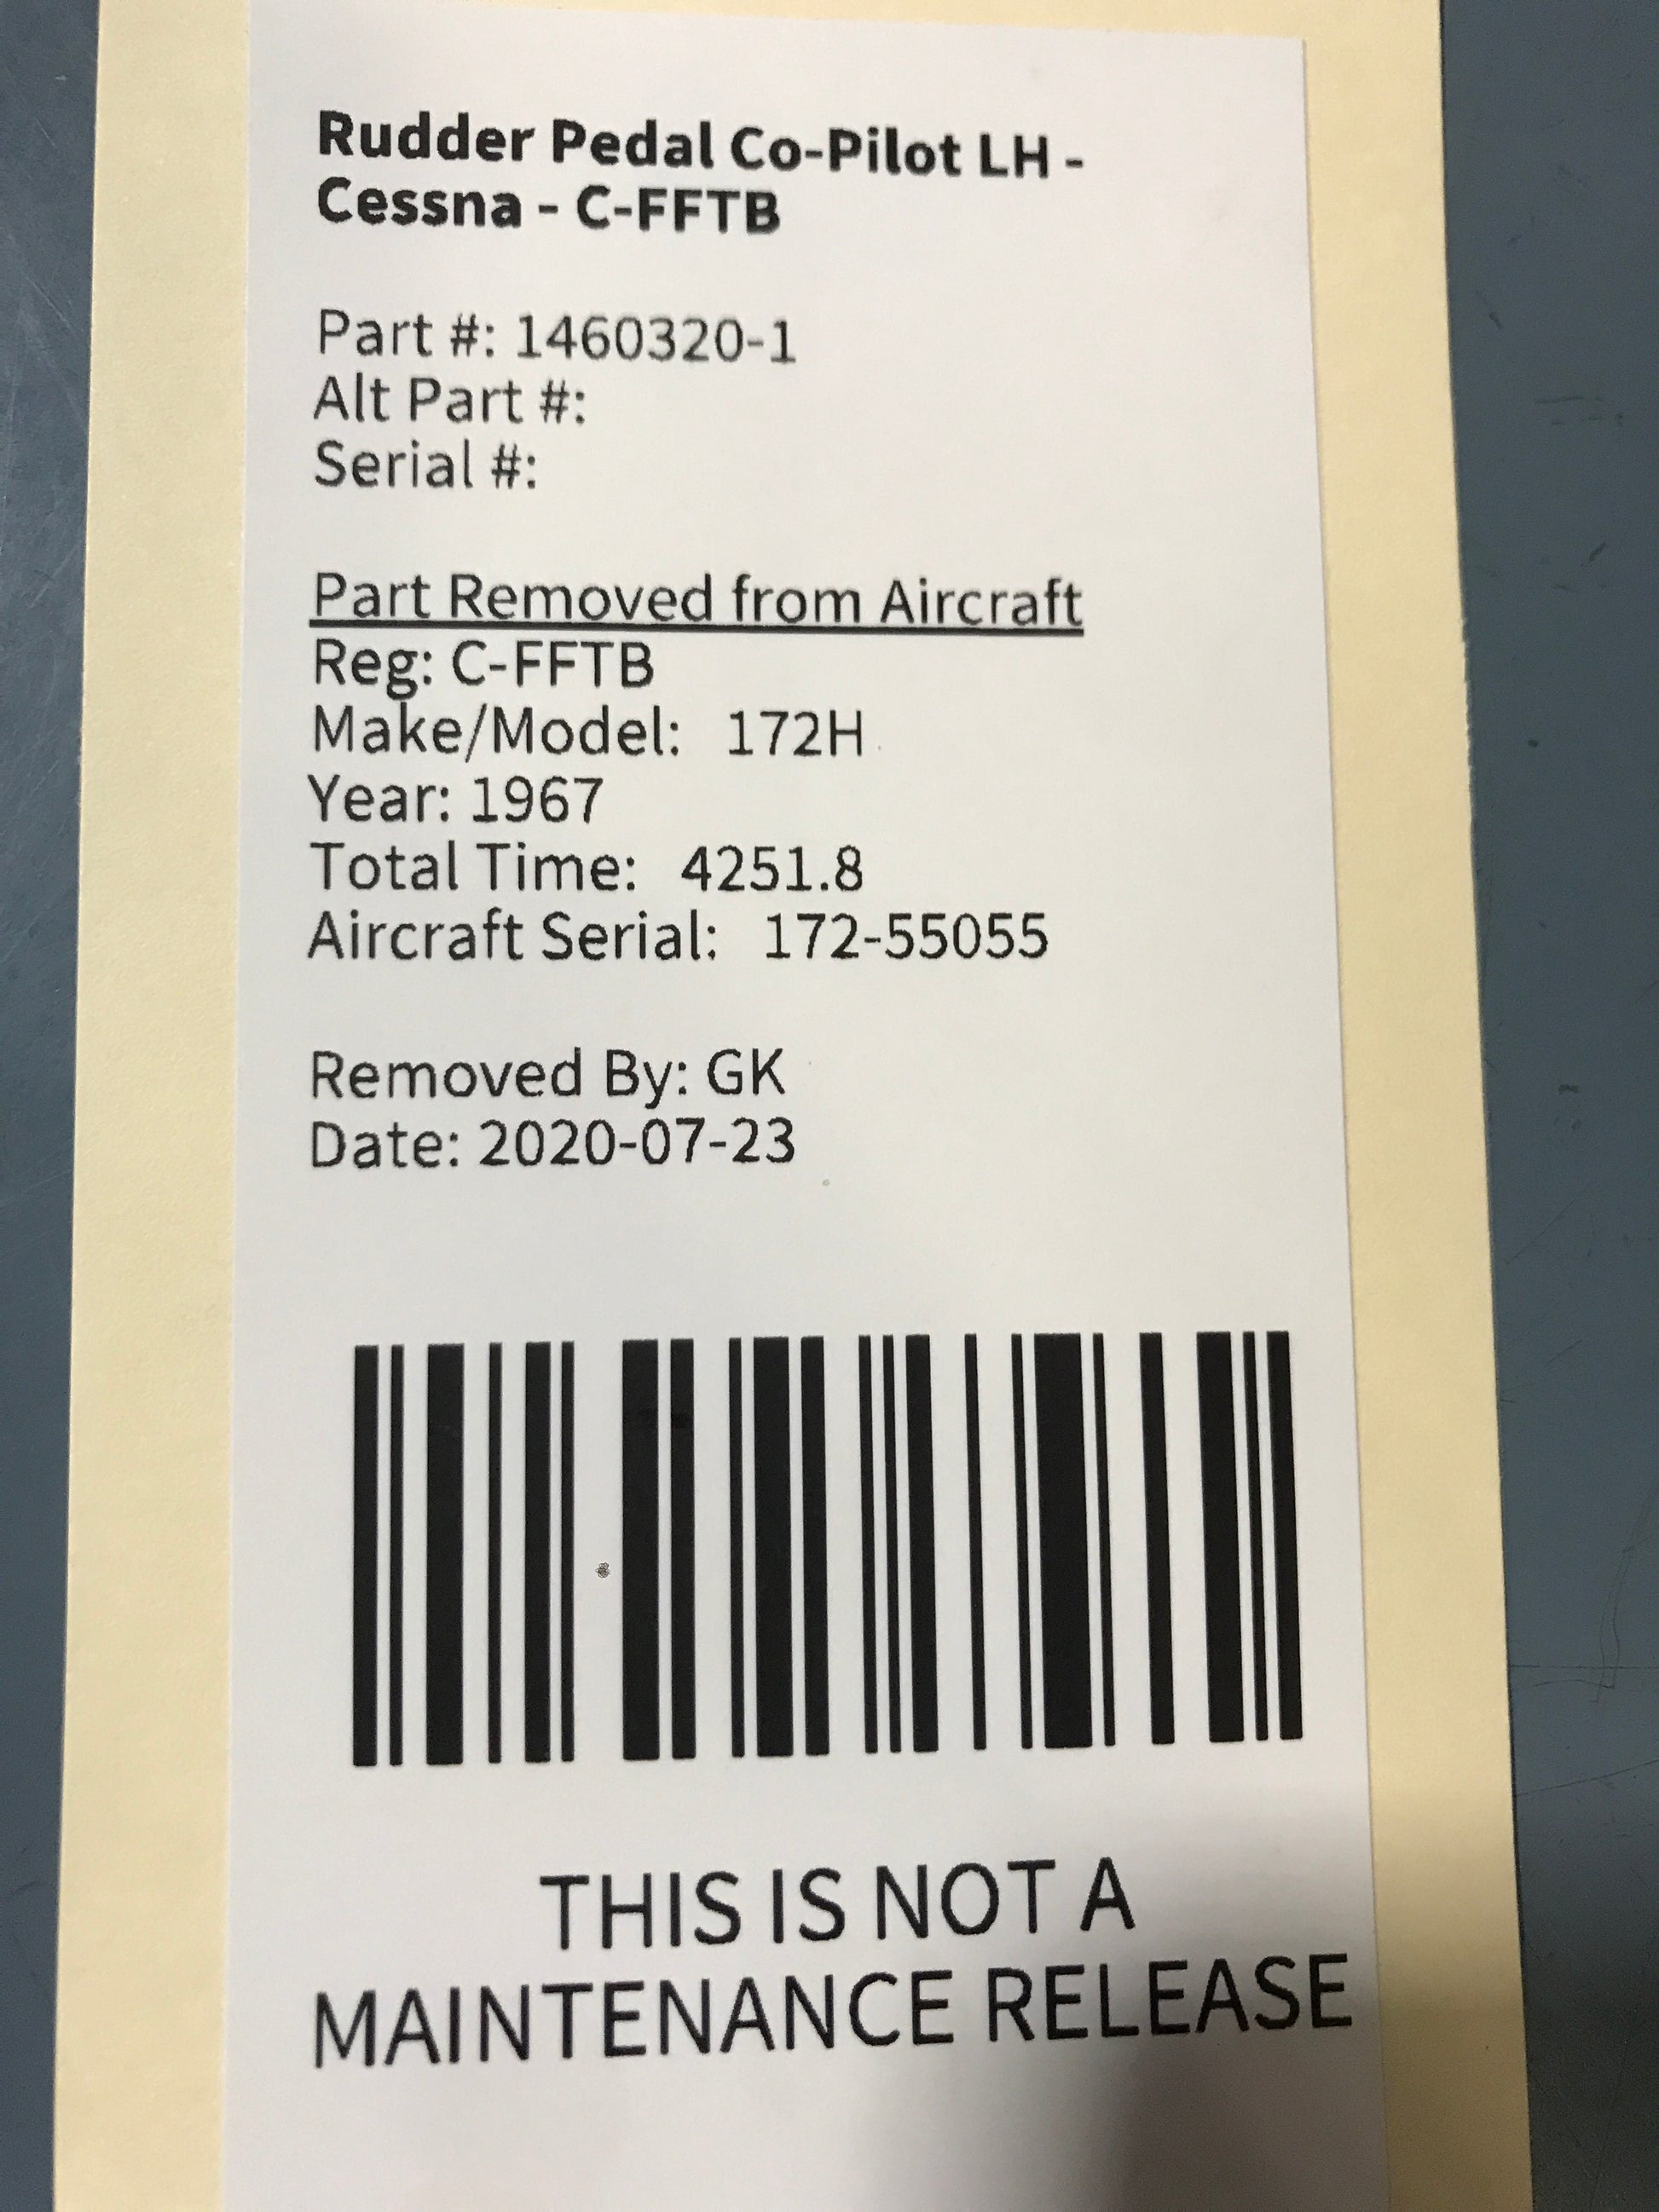 Rudder Pedal Co-Pilot LH -
Cessna - C-FFTB
Part #: 1460320-1
Alt Part #:
Serial #:
Part Removed from Aircraft
Reg: C-FFTB
Make/Model: 172H
Year: 1967
Total Time: 4251.8
Aircraft Serial: 172-55055
Removed By: GK
Date: 2020-07-23
THIS IS NOT A
MAINTENANCE RELEASE